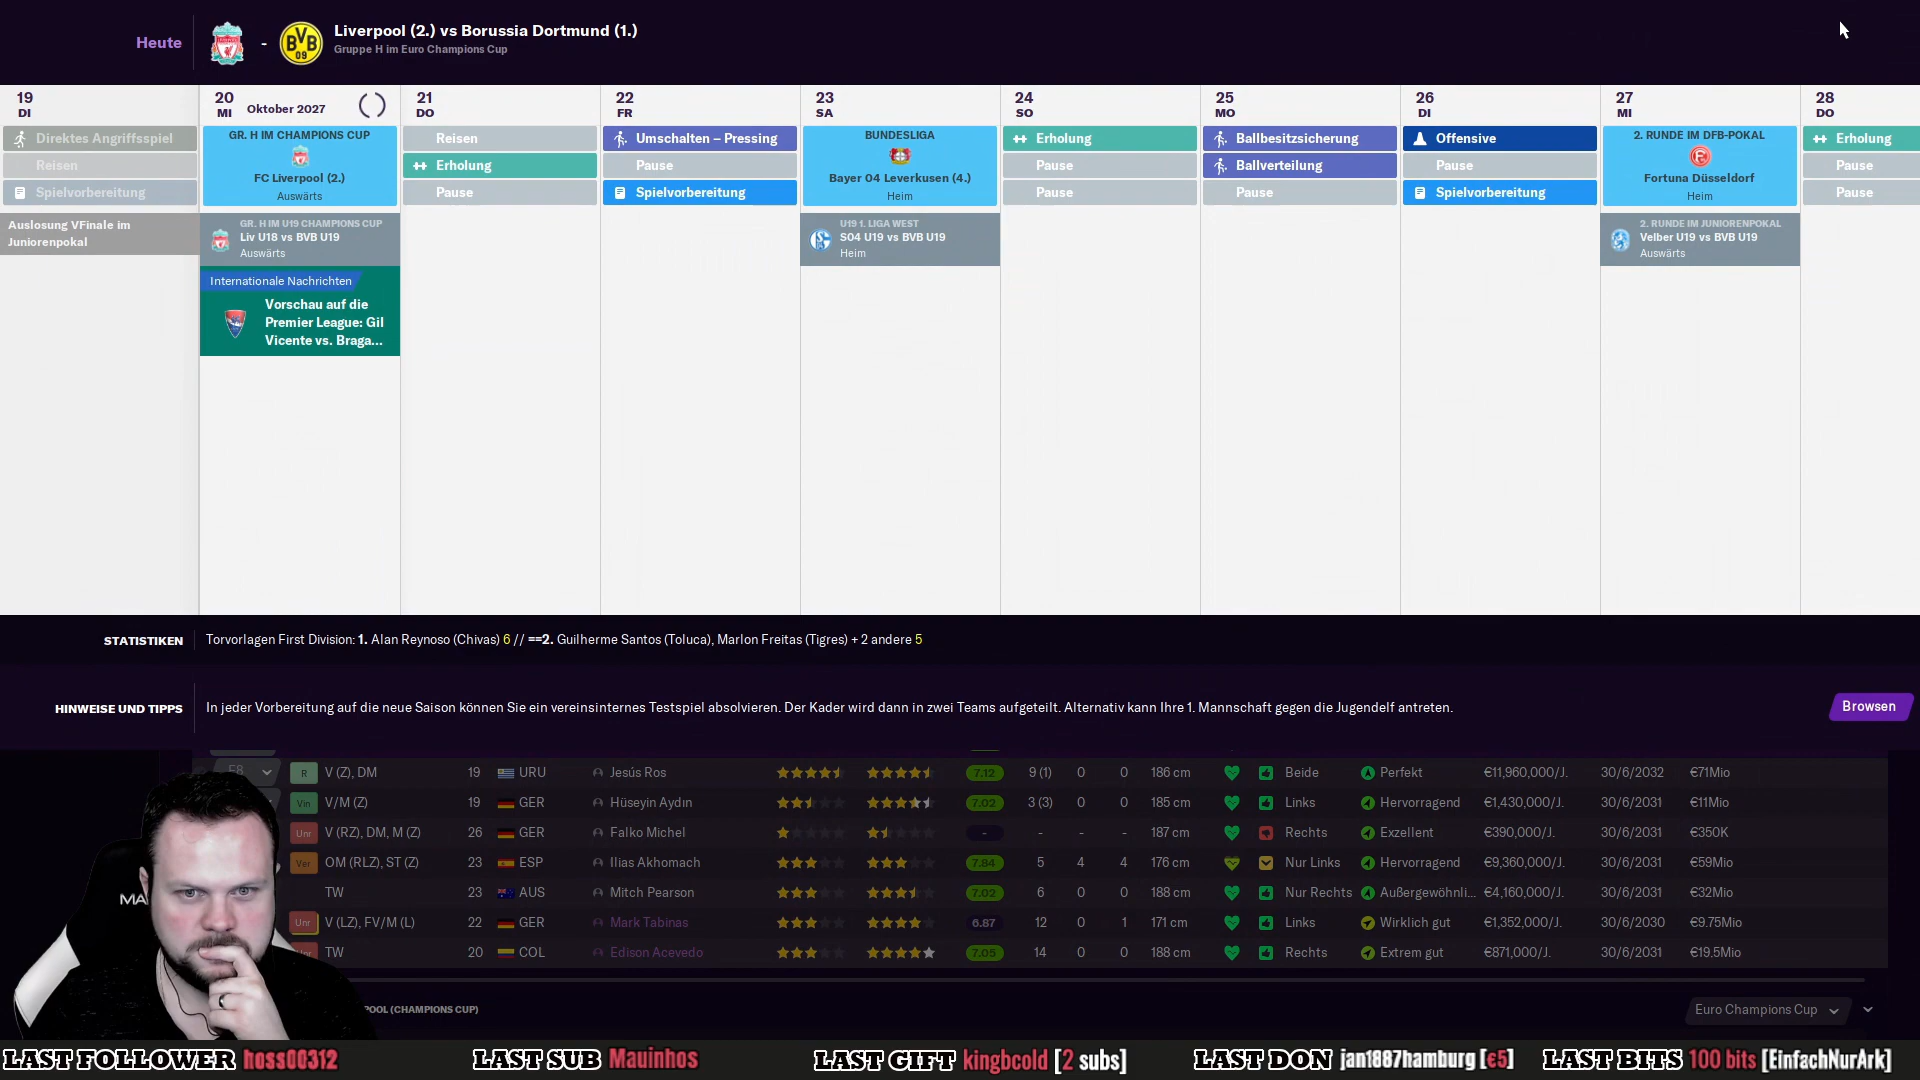 Heute
-
Liverpool (2.) vs Borussia Dortmund (1.)
Gruppe H im Euro Champions Cup
BVB
09
19
DI
Direktes Angriffsspiel
Reisen
Spielvorbereitung
Auslosung VFinale im
Juniorenpokal
20
MI
Oktober 2027
GR. H IM CHAMPIONS CUP
FC Liverpool (2.)
Auswärts
GR. H IM U19 CHAMPIONS CUP
Liv U18 vs BVB U19
Auswärts
Internationale Nachrichten
Vorschau auf die
Premier League: Gil
Vicente vs. Braga...
21
DO
Reisen
Erholung
Pause
22
FR
Umschalten – Pressing
Pause
Spielvorbereitung
23
SA
BUNDESLIGA
Bayer 04 Leverkusen (4.)
Heim
U19 1. LIGA WEST
S04 U19 vs BVB U19
Heim
24
SO
Erholung
Pause
Pause
25
MO
Ballbesitzsicherung
Ballverteilung
Pause
26
DI
Offensive
Pause
Spielvorbereitung
27
MI
2. RUNDE IM DFB-POKAL
Fortuna Düsseldorf
Heim
2. RUNDE IM JUNIORENPOKAL
Velber U19 vs BVB U19
Auswärts
28
DO
Erholung
Pause
Pause
STATISTIKEN
Torvorlagen First Division: 1. Alan Reynoso (Chivas) 6 // ==2. Guilherme Santos (Toluca), Marlon Freitas (Tigres) + 2 andere 5
HINWEISE UND TIPPS
In jeder Vorbereitung auf die neue Saison können Sie ein vereinsinternes Testspiel absolvieren. Der Kader wird dann in zwei Teams aufgeteilt. Alternativ kann Ihre 1. Mannschaft gegen die Jugendelf antreten.
Browsen
R V (Z), DM 19 URU Jesús Ros 7.12 9 (1) 0 0 186 cm Beide Perfekt €11,960,000/J. 30/6/2032 €71Mio
Vin V/M (Z) 19 GER Hüseyin Aydın 7.02 3 (3) 0 0 185 cm Links Hervorragend €1,430,000/J. 30/6/2031 €11Mio
Unr V (RZ), DM, M (Z) 26 GER Falko Michel - - - - 187 cm Rechts Exzellent €390,000/J. 30/6/2031 €350K
Ver OM (RLZ), ST (Z) 23 ESP Ilias Akhomach 7.84 5 4 4 176 cm Nur Links Hervorragend €9,360,000/J. 30/6/2031 €59Mio
TW 23 AUS Mitch Pearson 7.02 6 0 0 188 cm Nur Rechts Außergewöhnli... €4,160,000/J. 30/6/2031 €32Mio
Unr V (LZ), FV/M (L) 22 GER Mark Tabinas 6.87 12 0 1 171 cm Links Wirklich gut €1,352,000/J. 30/6/2030 €9.75Mio
TW 20 COL Edison Acevedo 7.05 14 0 0 188 cm Rechts Extrem gut €871,000/J. 30/6/2031 €19.5Mio
POOL (CHAMPIONS CUP)
Euro Champions Cup
MA
LAST FOLLOWER hoss00312
LAST SUB Mauinhos
LAST GIFT kingbcold [2 subs]
LAST DON jan1887hamburg [€5]
LAST BITS 100 bits [EinfachNurArk]